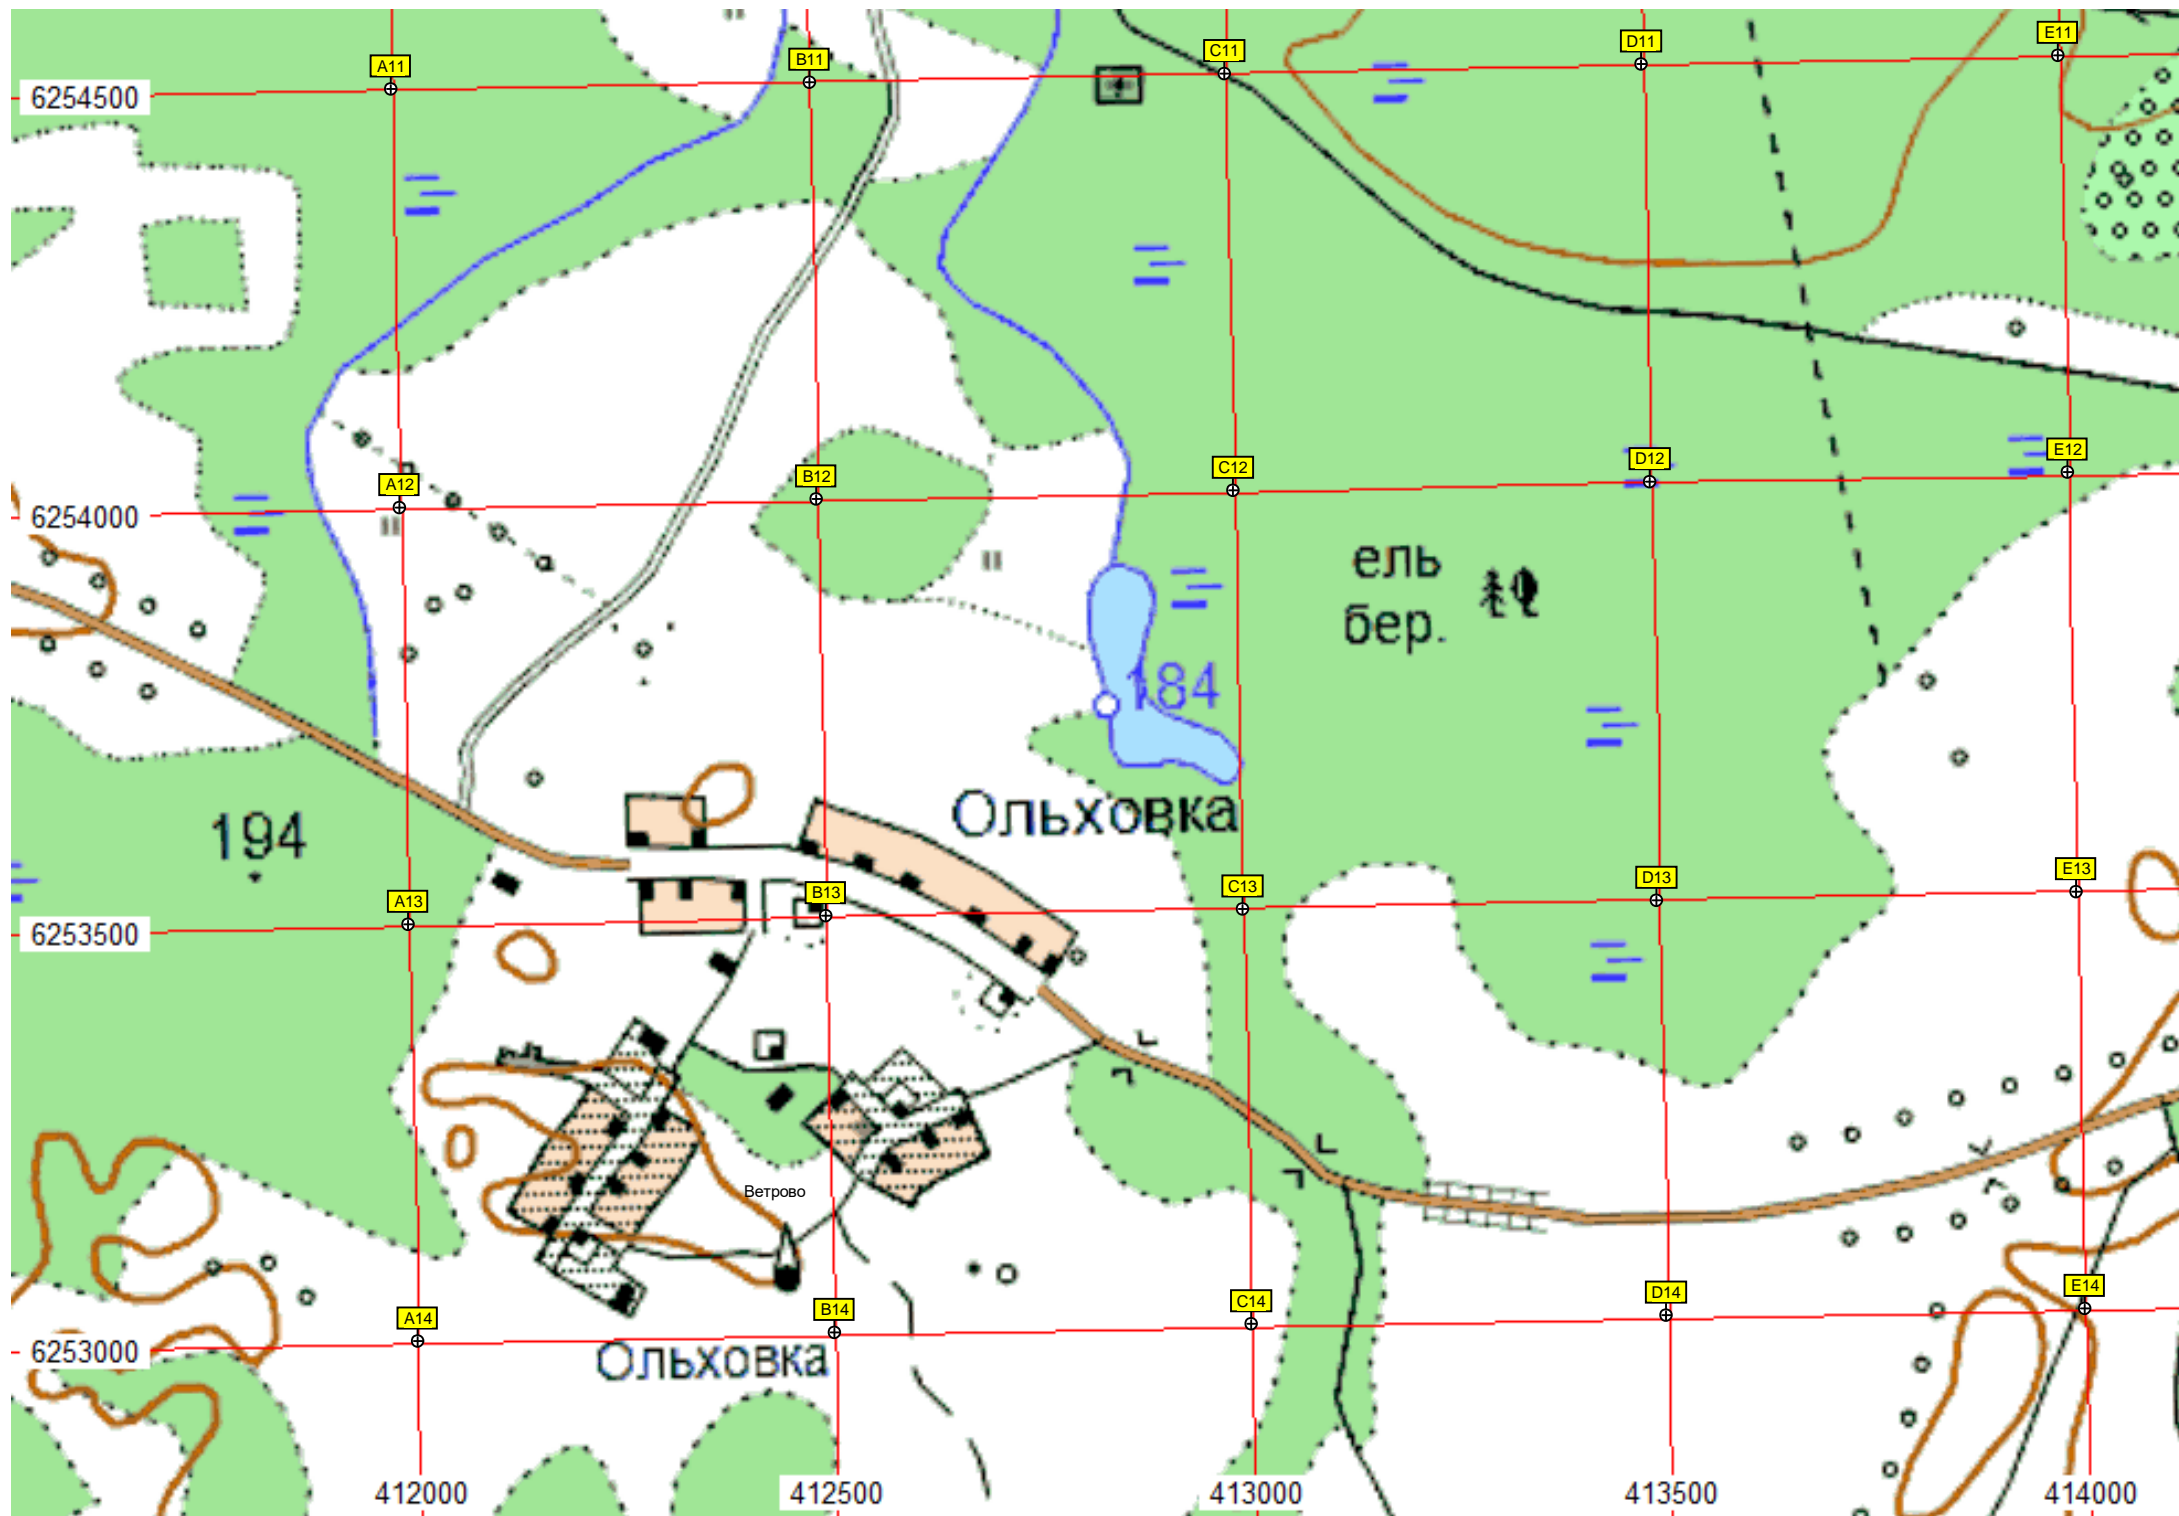 A11
B11
C11
D11
E11
6254500
A12
B12
C12
D12
E12
6254000
ель
бер.
184
Ольховка
194
A13
B13
C13
D13
E13
6253500
Ветрово
A14
B14
C14
D14
E14
6253000
Ольховка
412000
412500
413000
413500
414000